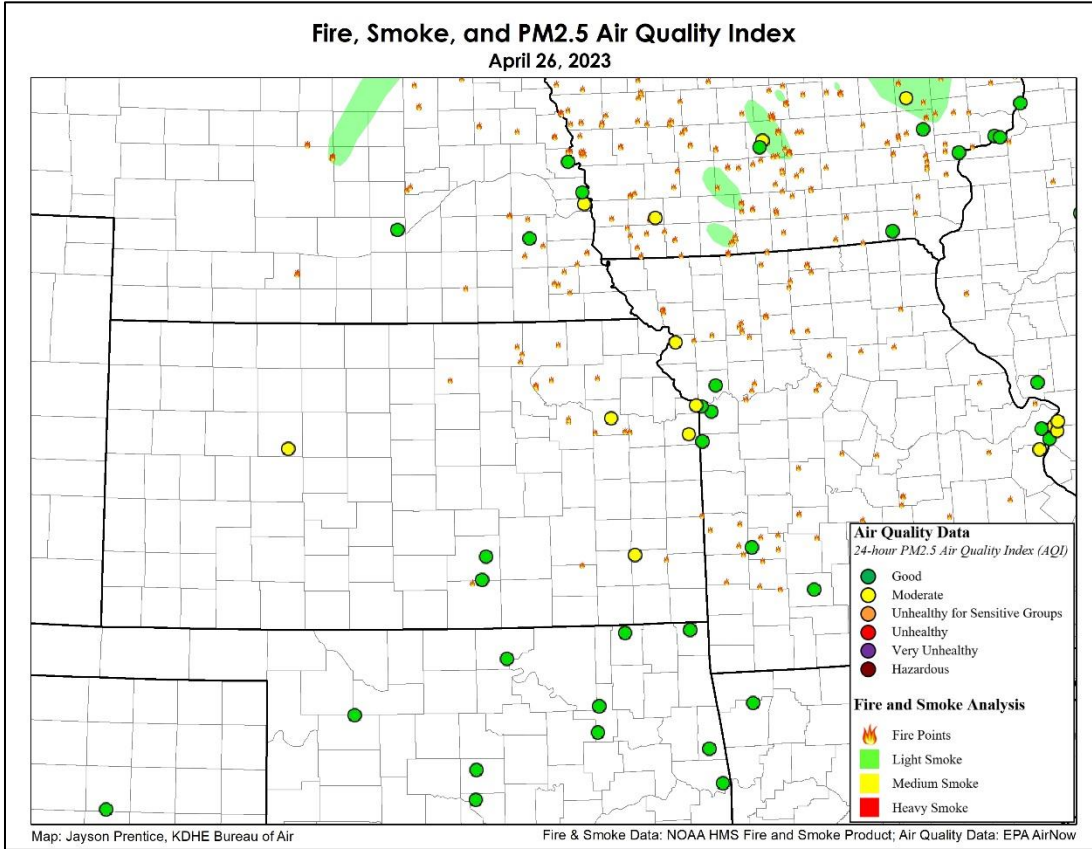 Fire, Smoke, and PM2.5 Air Quality Index
April 26, 2023
Air Quality Data
24-hour PM2.5 Air Quality Index (AQI)
Good
Moderate
Unhealthy for Sensitive Groups
Unhealthy
Very Unhealthy
Hazardous
Fire and Smoke Analysis
Fire Points
Light Smoke
Medium Smoke
Heavy Smoke
Map: Jayson Prentice, KDHE Bureau of Air
Fire & Smoke Data: NOAA HMS Fire and Smoke Product; Air Quality Data: EPA AirNow